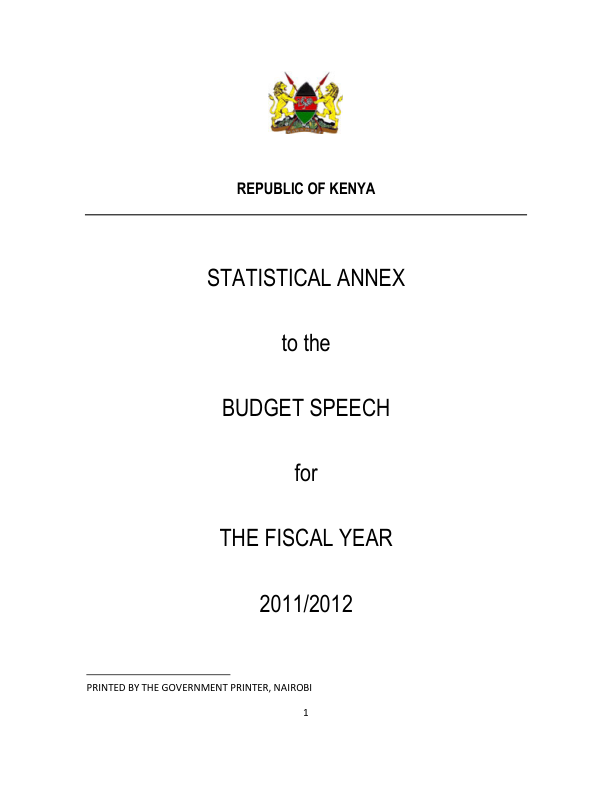 REPUBLIC OF KENYA
STATISTICAL ANNEX
to the
BUDGET SPEECH
for
THE FISCAL YEAR
2011/2012
PRINTED BY THE GOVERNMENT PRINTER, NAIROBI
1